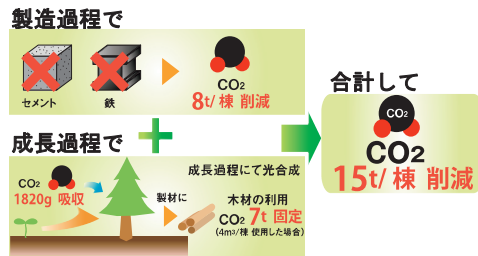 製造過程で
セメント
鉄
CO2
8t/棟 削減
成長過程で
CO2
1820g 吸収
成長過程にて光合成
製材に
木材の利用
CO2 7t 固定
(4m³/棟 使用した場合)
合計して
CO2
CO2
15t/棟 削減